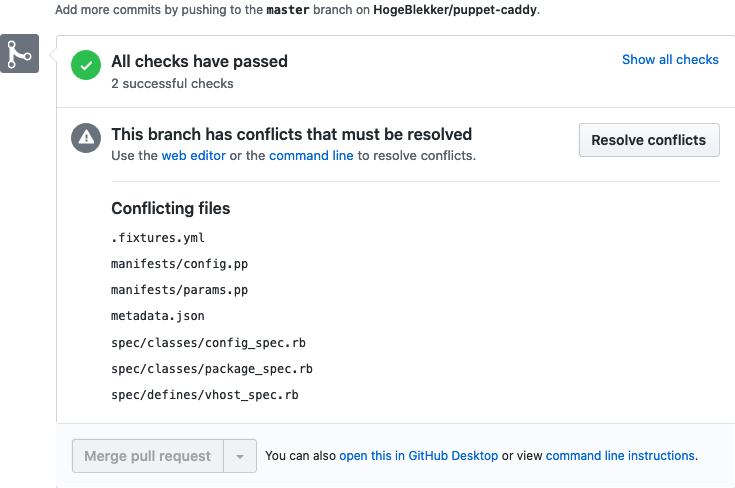 Add more commits by pushing to the master branch on HogeBlekker/puppet-caddy.
All checks have passed
Show all checks
2 successful checks
This branch has conflicts that must be resolved
Resolve conflicts
Use the web editor or the command line to resolve conflicts.
Conflicting files
.fixtures.yml
manifests/config.pp
manifests/params.pp
metadata.json
spec/classes/config_spec.rb
spec/classes/package_spec.rb
spec/defines/vhost_spec.rb
Merge pull request
You can also open this in GitHub Desktop or view command line instructions.